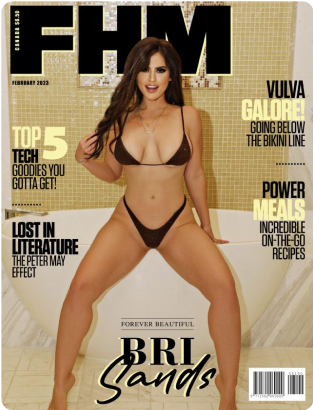 CANADA $6.50
FHM
FEBRUARY 2023
VULVA
GALORE!
GOING BELOW
THE BIKINI LINE
TOP 5
TECH
GOODIES YOU
GOTTA GET!
POWER
MEALS
INCREDIBLE
ON-THE-GO
RECIPES
LOST IN
LITERATURE
THE PETER MAY
EFFECT
FOREVER BEAUTIFUL
BRI
Sands